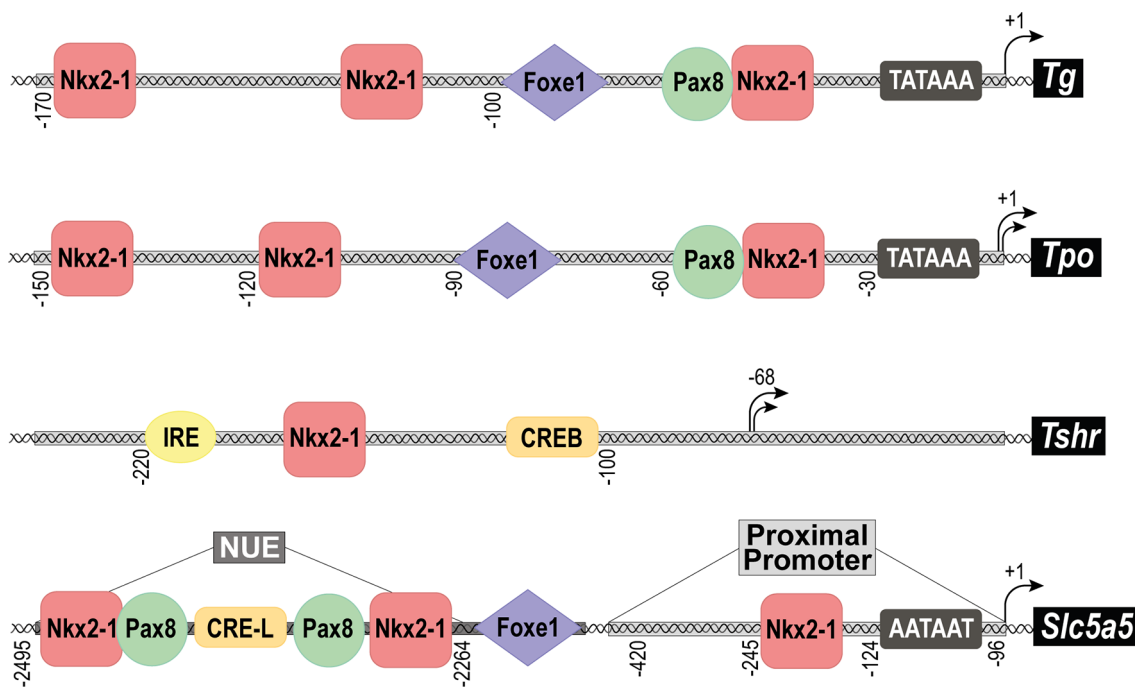 +1
Nkx2-1 Nkx2-1 Foxe1 Pax8 Nkx2-1 TATAAA Tg
-170 -100
+1
Nkx2-1 Nkx2-1 Foxe1 Pax8 Nkx2-1 TATAAA Tpo
-150 -120 -90 -60 -30
-68
IRE Nkx2-1 CREB Tshr
-220 -100
NUE
Proximal
Promoter
+1
Nkx2-1 Pax8 CRE-L Pax8 Nkx2-1 Foxe1 Nkx2-1 AATAAT Slc5a5
-2495 -2264 -420 -245 -124 -96